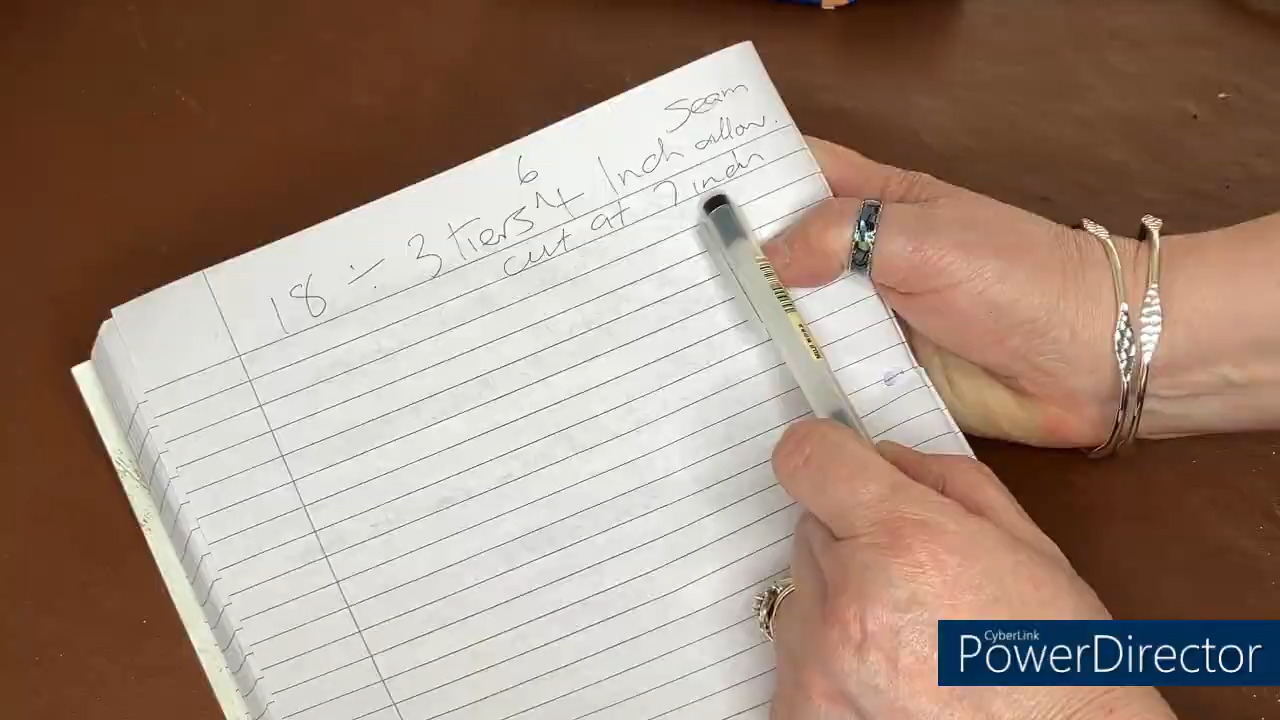 Seam
6
18 ÷ 3 tiers + 1 Inch allow.
cut at 7 inch
CyberLink
PowerDirector